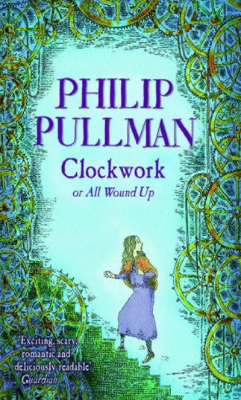 PHILIP
PULLMAN
Clockwork
or All Wound Up
'Exciting, scary,
romantic and
deliciously readable'
Guardian